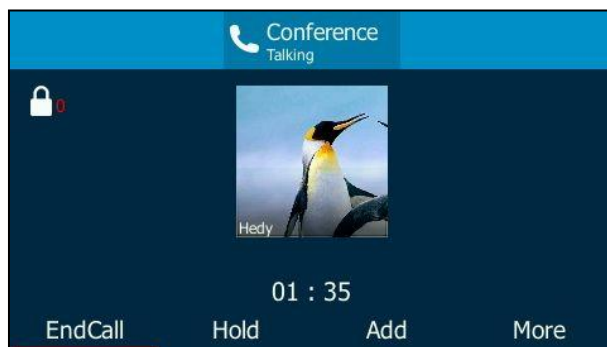 Conference
Talking
0
Hedy
01 : 35
EndCall Hold Add More